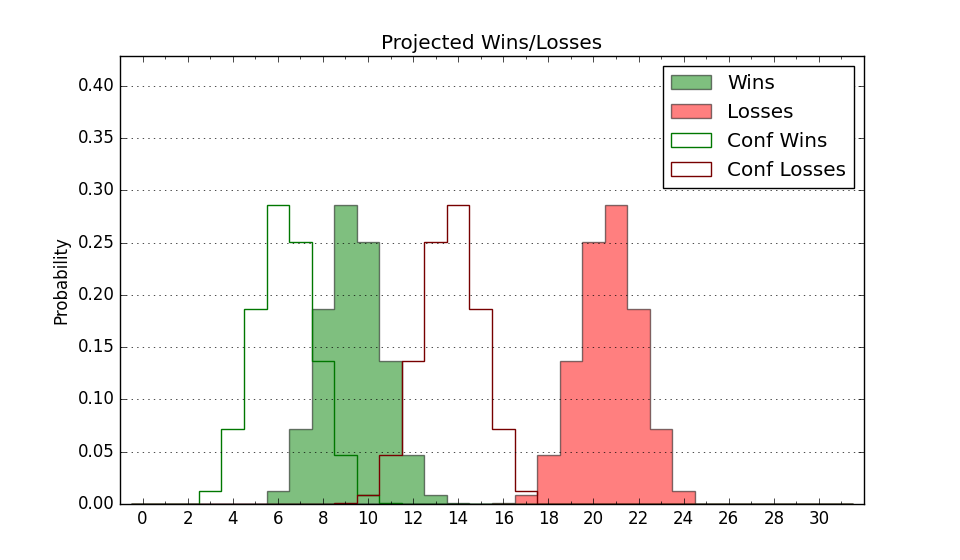 Projected Wins/Losses
Wins
Losses
Conf Wins
Conf Losses
Probability
0.40
0.35
0.30
0.25
0.20
0.15
0.10
0.05
0.00
0 2 4 6 8 10 12 14 16 18 20 22 24 26 28 30